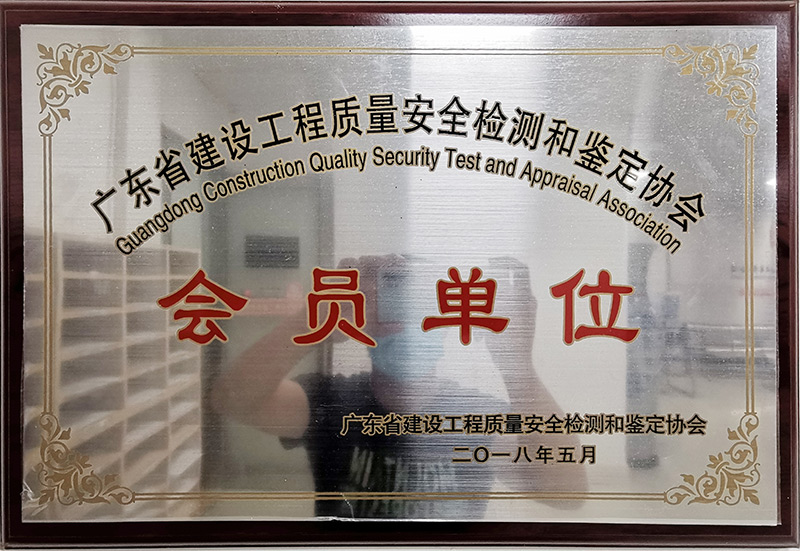 广东省建设工程质量安全检测和鉴定协会
Guangdong Construction Quality Security Test and Appraisal Association
会员单位
广东省建设工程质量安全检测和鉴定协会
二〇一八年五月